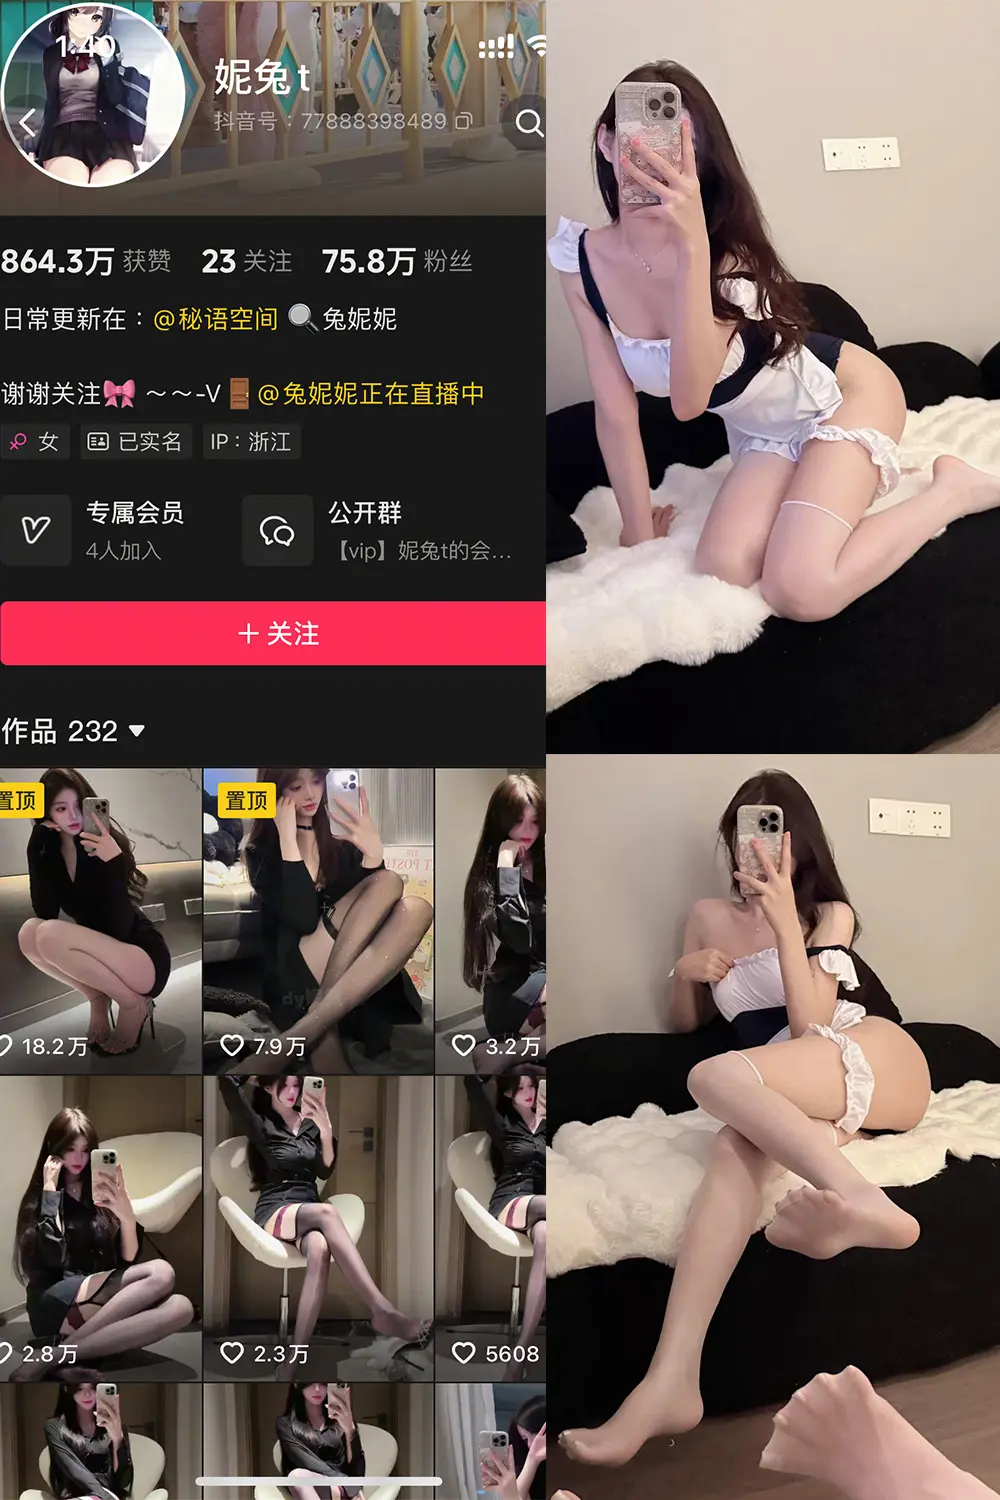 1:40
妮兔t
抖音号：77888398489
864.3万 获赞 23 关注 75.8万 粉丝
日常更新在：@秘语空间 🔍兔妮妮
谢谢关注🎀～～-V🚪@兔妮妮正在直播中
女 已实名 IP：浙江
专属会员 公开群
4人加入 【vip】妮兔t的会...
＋关注
作品 232
置顶 置顶
18.2万 7.9万 3.2万
2.8万 2.3万 5608